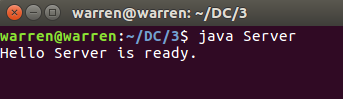 warren@warren: ~/DC/3
warren@warren:~/DC/3$ java Server
Hello Server is ready.